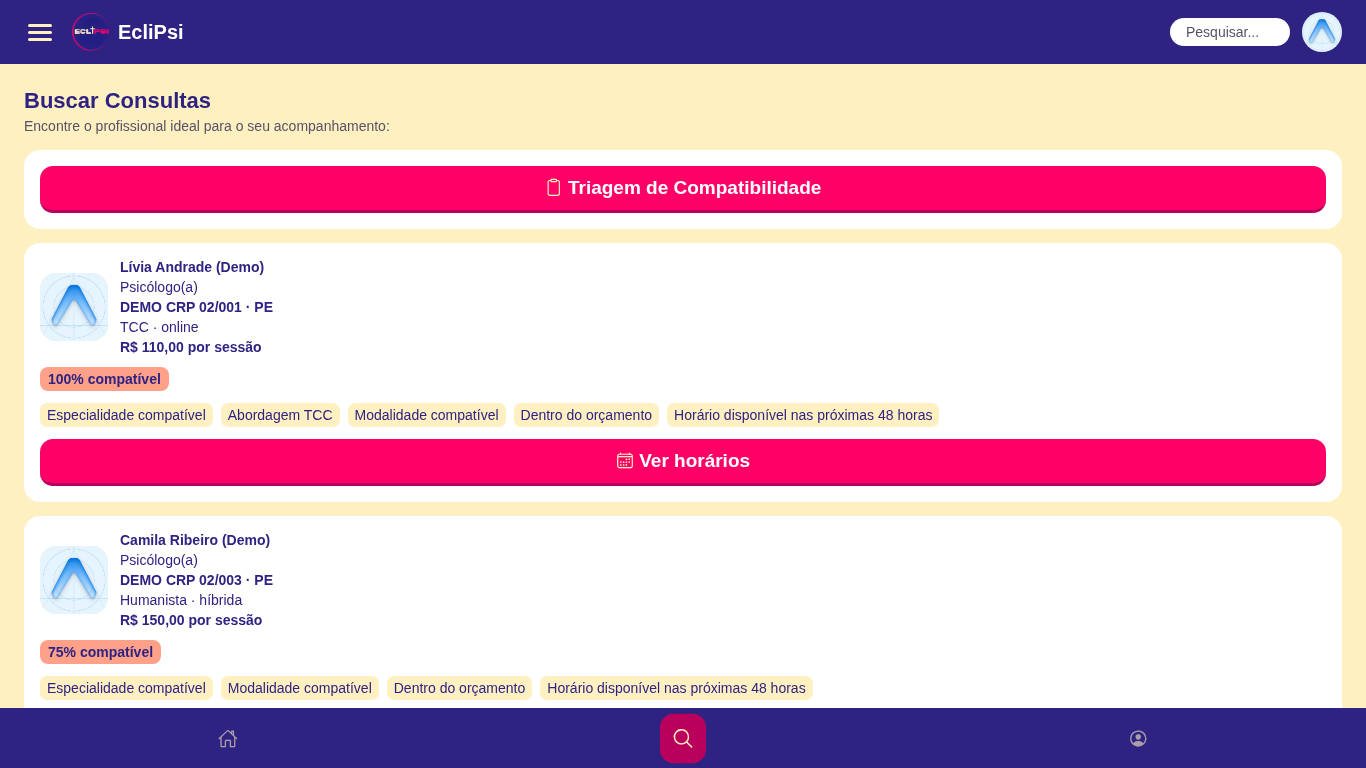 ECLIPSI
EcliPsi
Pesquisar...
Buscar Consultas
Encontre o profissional ideal para o seu acompanhamento:
Triagem de Compatibilidade
Lívia Andrade (Demo)
Psicólogo(a)
DEMO CRP 02/001 · PE
TCC · online
R$ 110,00 por sessão
100% compatível
Especialidade compatível Abordagem TCC Modalidade compatível Dentro do orçamento Horário disponível nas próximas 48 horas
Ver horários
Camila Ribeiro (Demo)
Psicólogo(a)
DEMO CRP 02/003 · PE
Humanista · híbrida
R$ 150,00 por sessão
75% compatível
Especialidade compatível Modalidade compatível Dentro do orçamento Horário disponível nas próximas 48 horas